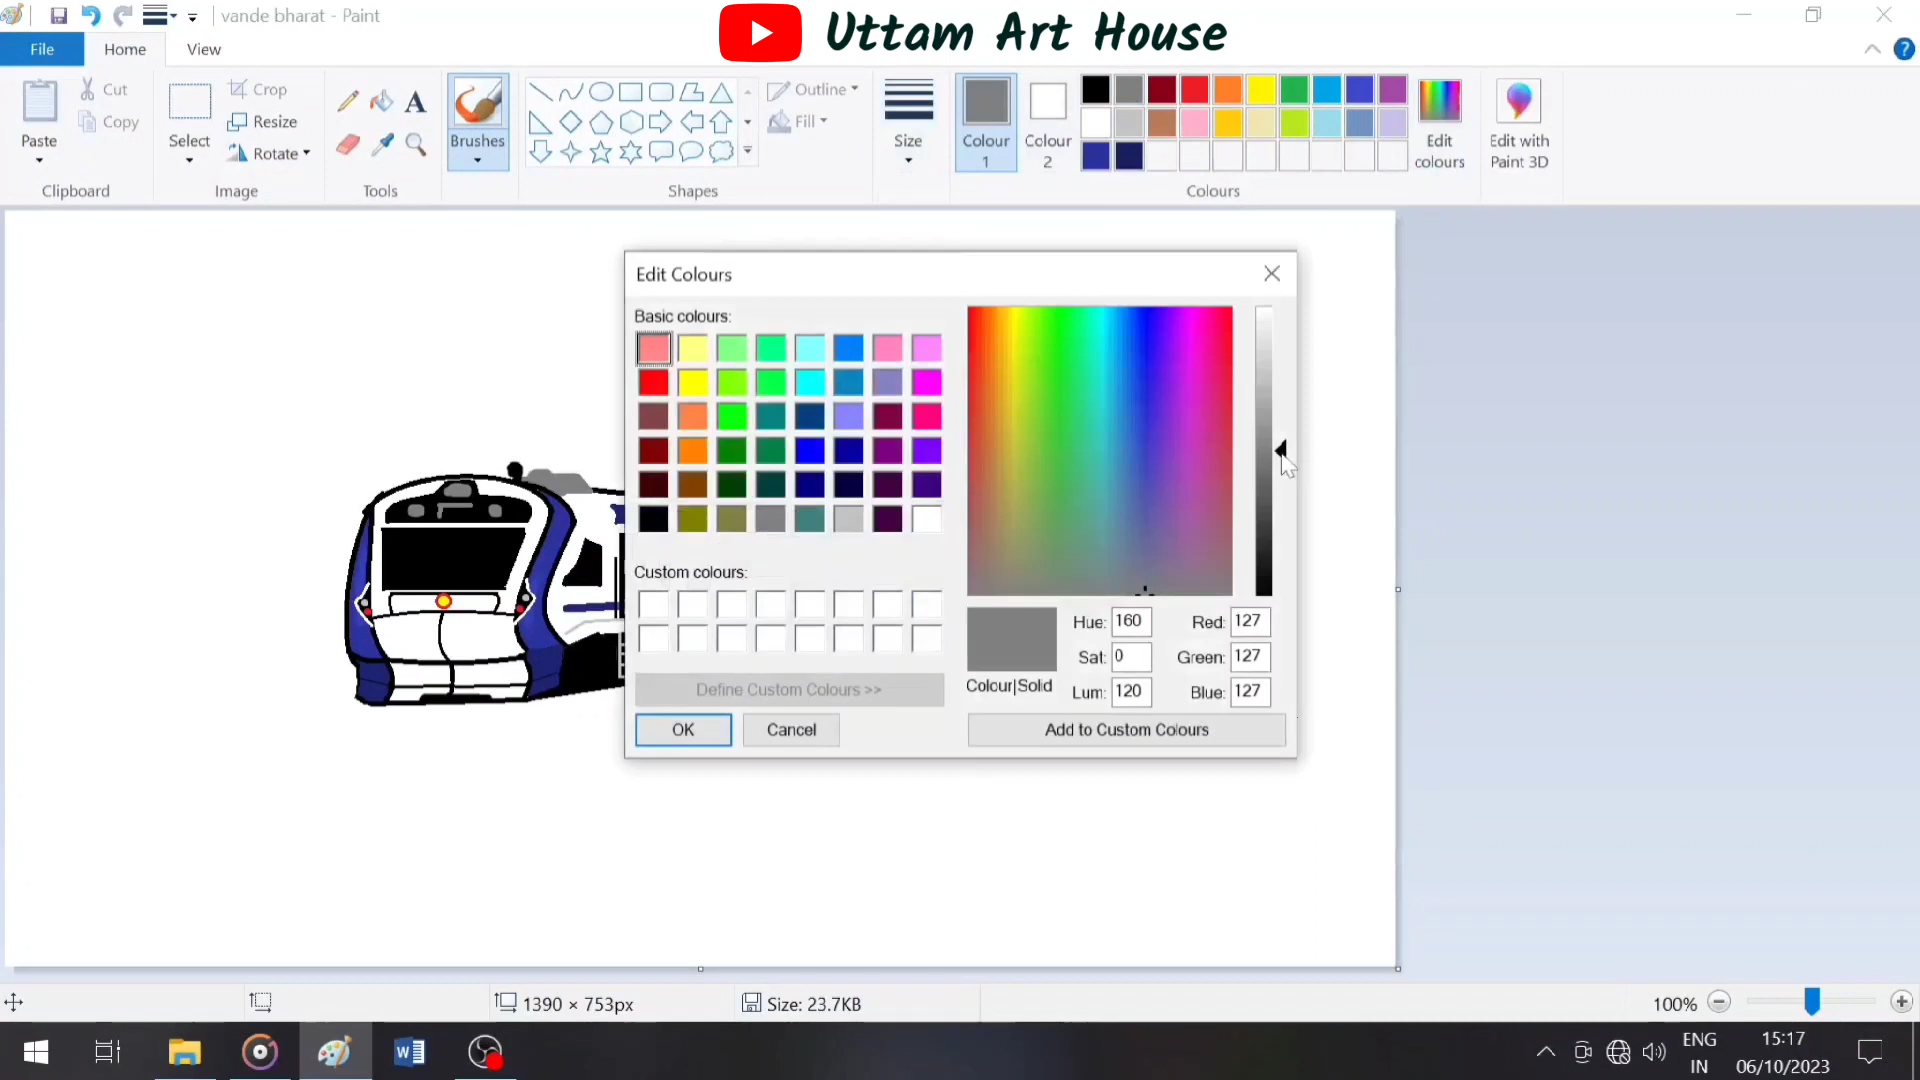 vande bharat - Paint
Uttam Art House
File
Home
View
Paste
Cut
Copy
Clipboard
Select
Crop
Resize
Rotate
Image
Tools
Brushes
Outline
Fill
Shapes
Size
Colour
1
Colour
2
Edit
colours
Colours
Edit with
Paint 3D
Edit Colours
Basic colours:
Custom colours:
Define Custom Colours >>
OK
Cancel
Colour|Solid
Hue: 160
Sat: 0
Lum: 120
Red: 127
Green: 127
Blue: 127
Add to Custom Colours
1390 × 753px
Size: 23.7KB
100%
ENG
IN
15:17
06/10/2023